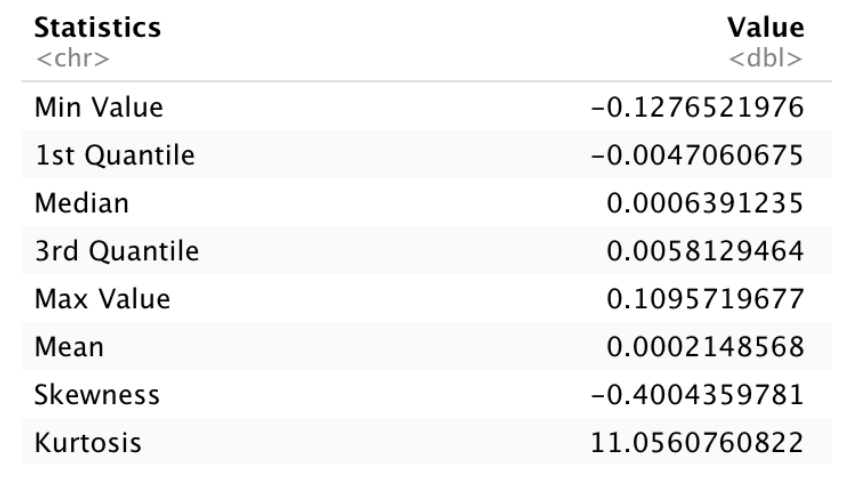 Statistics Value
<chr> <dbl>
Min Value -0.1276521976
1st Quantile -0.0047060675
Median 0.0006391235
3rd Quantile 0.0058129464
Max Value 0.1095719677
Mean 0.0002148568
Skewness -0.4004359781
Kurtosis 11.0560760822